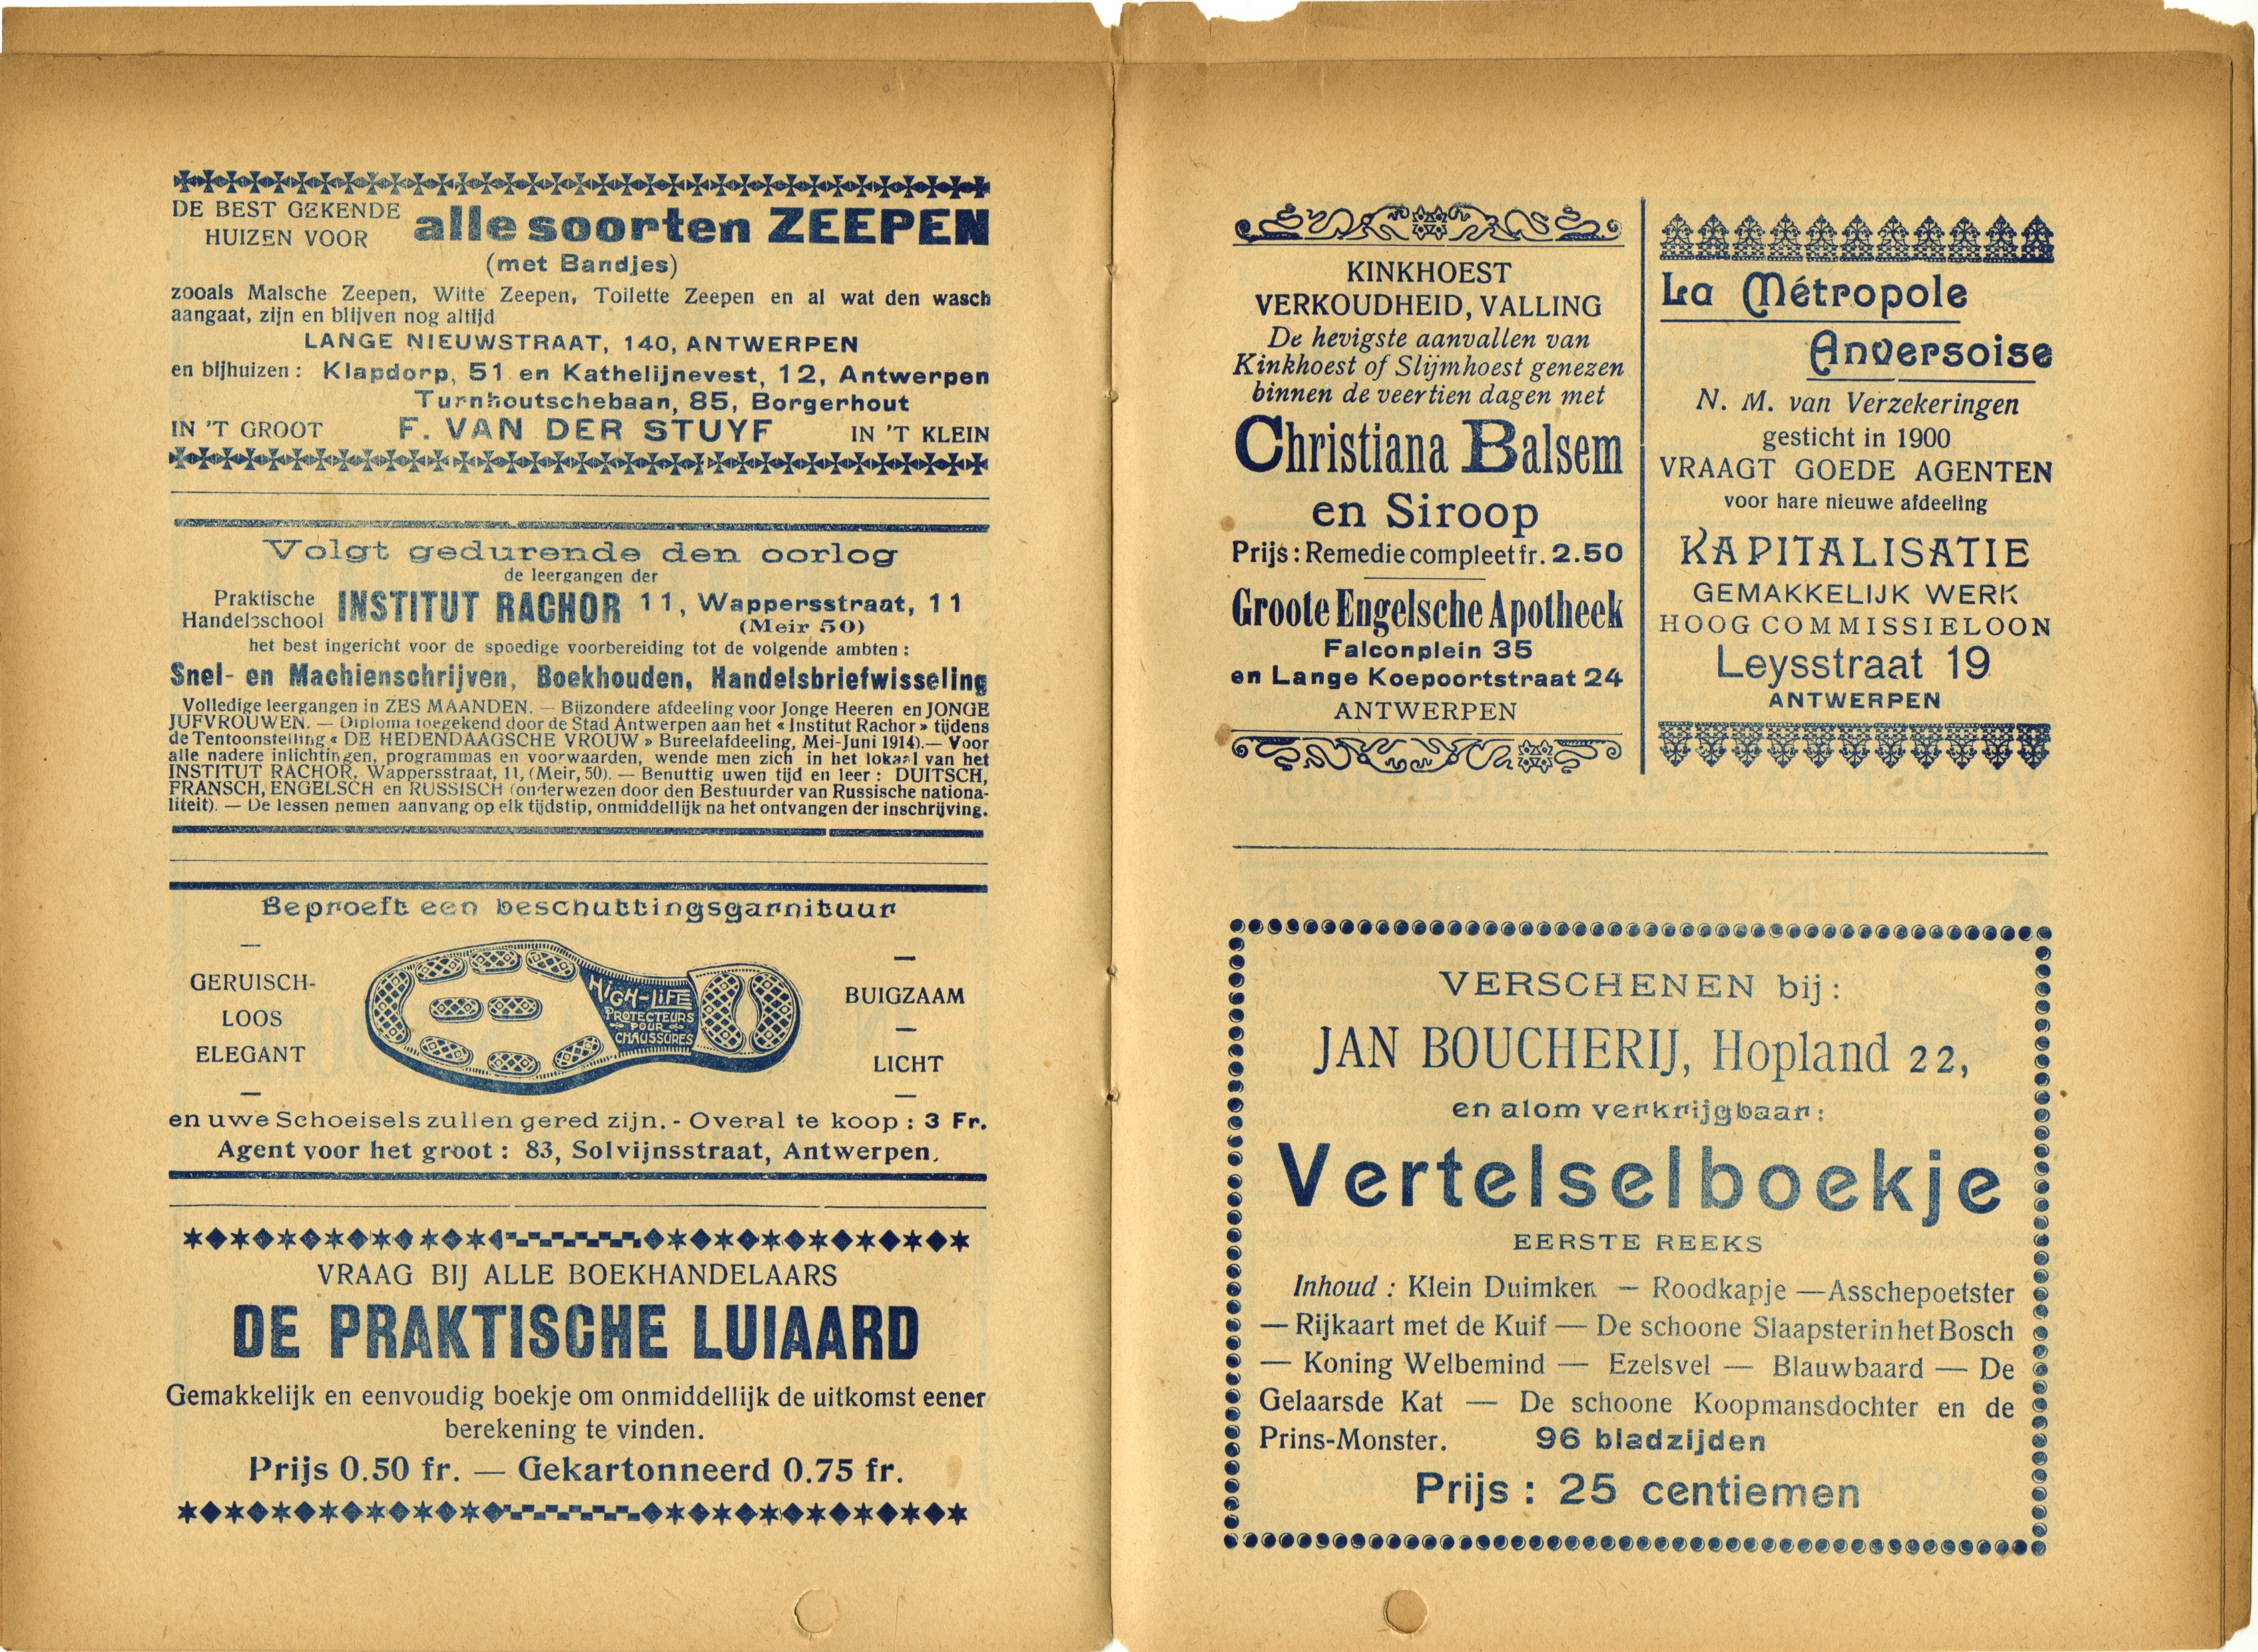 DE BEST GEKENDE
HUIZEN VOOR
alle soorten ZEEPEN
(met Bandjes)
zooals Malsche Zeepen, Witte Zeepen, Toilette Zeepen en al wat den wasch
aangaat, zijn en blijven nog altijd
LANGE NIEUWSTRAAT, 140, ANTWERPEN
en bijhuizen : Klapdorp, 51 en Kathelijnevest, 12, Antwerpen
Turnhoutschebaan, 85, Borgerhout
IN 'T GROOT F. VAN DER STUYF IN 'T KLEIN
Volgt gedurende den oorlog
de leergangen der
Praktische
Handelsschool
INSTITUT RACHOR 11, Wappersstraat, 11
(Meir 50)
het best ingericht voor de spoedige voorbereiding tot de volgende ambten :
Snel- en Machienschrijven, Boekhouden, Handelsbriefwisseling
Volledige leergangen in ZES MAANDEN. — Bijzondere afdeeling voor Jonge Heeren en JONGE
JUFVROUWEN. — Diploma toegekend door de Stad Antwerpen aan het « Institut Rachor » tijdens
de Tentoonstelling « DE HEDENDAAGSCHE VROUW » Bureelafdeeling, Mei-Juni 1914). — Voor
alle nadere inlichtingen, programmas en voorwaarden, wende men zich in het lokaal van het
INSTITUT RACHOR, Wappersstraat, 11, (Meir, 50). — Benuttig uwen tijd en leer : DUITSCH,
FRANSCH, ENGELSCH en RUSSISCH (onderwezen door den Bestuurder van Russische nationa-
liteit). — De lessen nemen aanvang op elk tijdstip, onmiddellijk na het ontvangen der inschrijving.
Beproeft een beschuttingsgarnituur
GERUISCH-
LOOS
ELEGANT
HIGH-LIFE
PROTECTEURS
POUR
CHAUSSURES
BUIGZAAM
LICHT
en uwe Schoeisels zullen gered zijn. - Overal te koop : 3 Fr.
Agent voor het groot : 83, Solvijnsstraat, Antwerpen.
VRAAG BIJ ALLE BOEKHANDELAARS
DE PRAKTISCHE LUIAARD
Gemakkelijk en eenvoudig boekje om onmiddellijk de uitkomst eener
berekening te vinden.
Prijs 0.50 fr. — Gekartonneerd 0.75 fr.
KINKHOEST
VERKOUDHEID, VALLING
De hevigste aanvallen van
Kinkhoest of Slijmhoest genezen
binnen de veertien dagen met
Christiana Balsem
en Siroop
Prijs : Remedie compleet fr. 2.50
Groote Engelsche Apotheek
Falconplein 35
en Lange Koepoortstraat 24
ANTWERPEN
La Métropole
Anversoise
N. M. van Verzekeringen
gesticht in 1900
VRAAGT GOEDE AGENTEN
voor hare nieuwe afdeeling
KAPITALISATIE
GEMAKKELIJK WERK
HOOG COMMISSIELOON
Leysstraat 19
ANTWERPEN
VERSCHENEN bij :
JAN BOUCHERIJ, Hopland 22,
en alom verkrijgbaar :
Vertelselboekje
EERSTE REEKS
Inhoud : Klein Duimken — Roodkapje — Asschepoetster
— Rijkaart met de Kuif — De schoone Slaapster in het Bosch
— Koning Welbemind — Ezelsvel — Blauwbaard — De
Gelaarsde Kat — De schoone Koopmansdochter en de
Prins-Monster. 96 bladzijden
Prijs : 25 centiemen